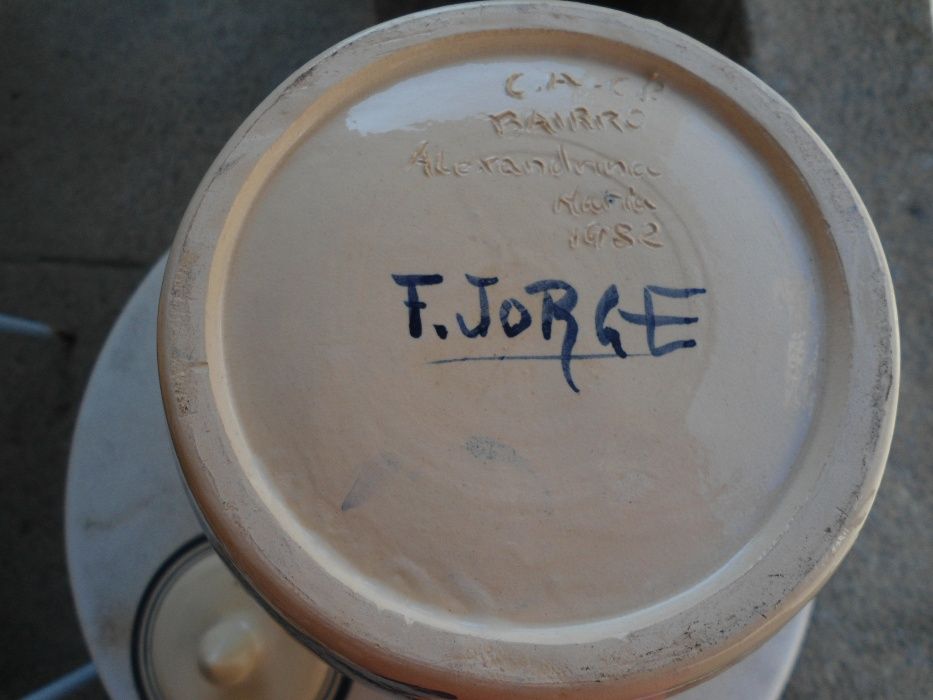 BAIRRO
Alexandrina
Maria
1982
F. JORGE